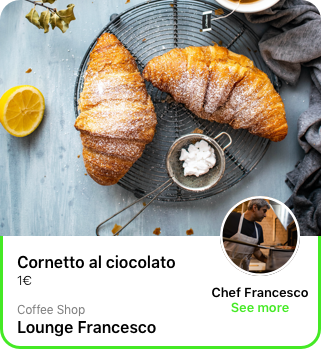 Cornetto al ciocolato
1€
Chef Francesco
See more
Coffee Shop
Lounge Francesco